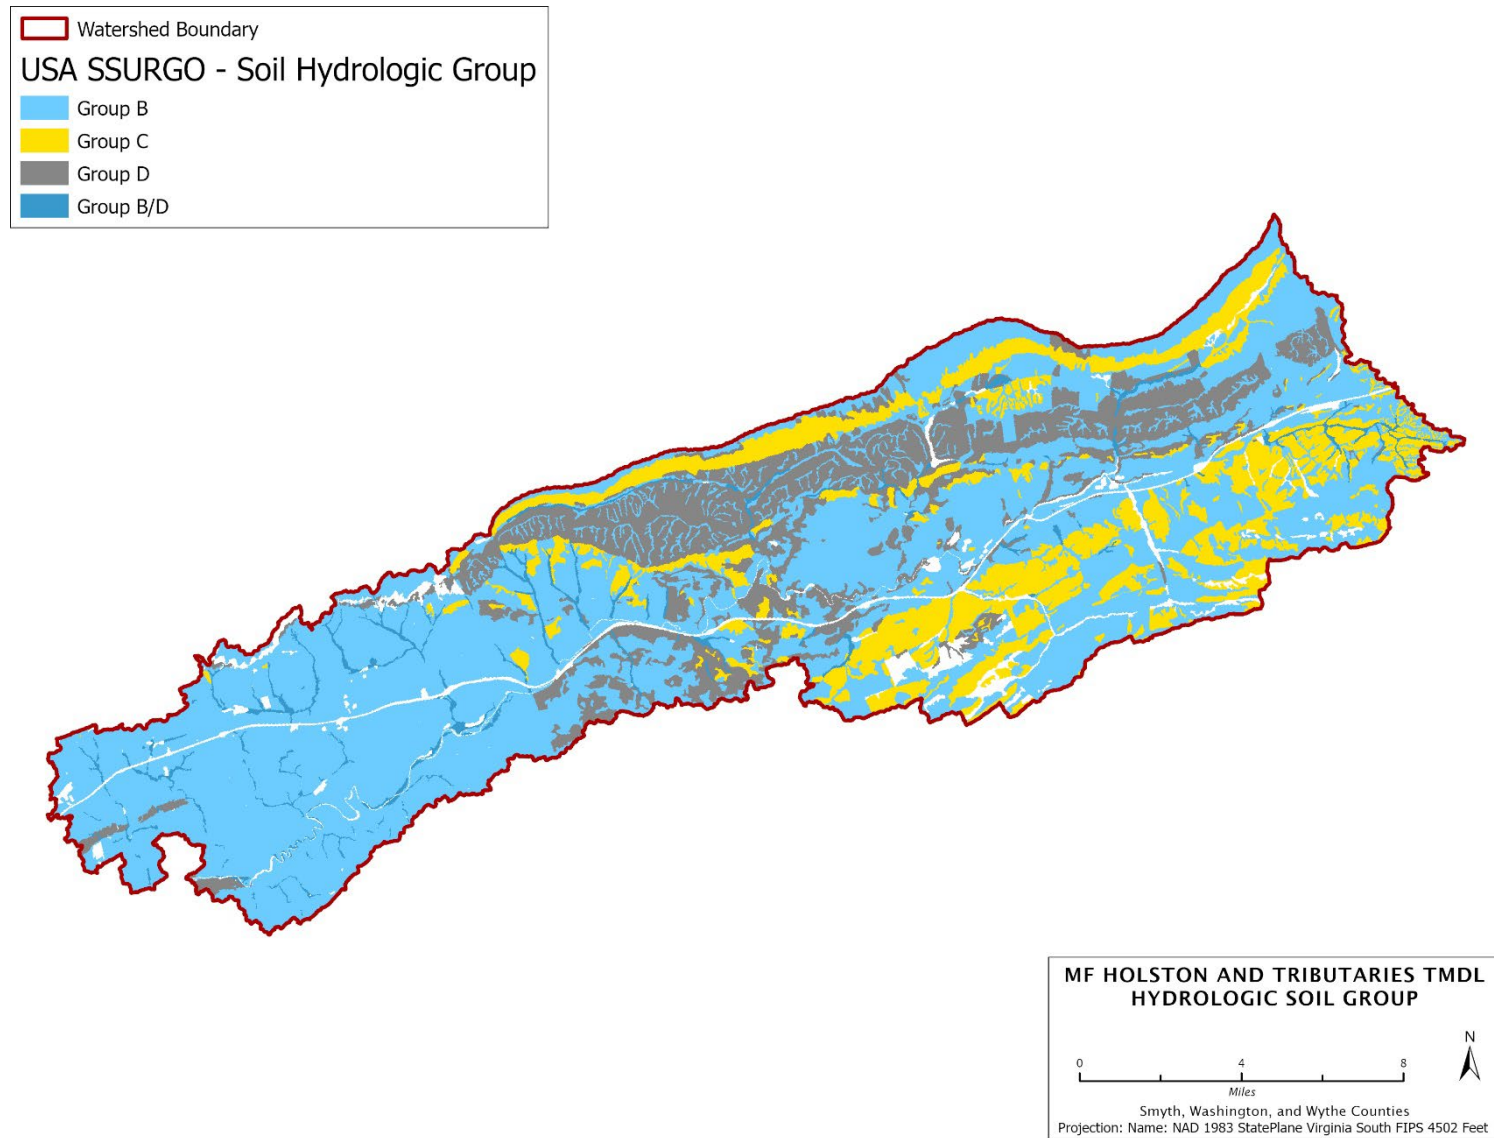 Watershed Boundary
USA SSURGO - Soil Hydrologic Group
Group B
Group C
Group D
Group B/D
MF HOLSTON AND TRIBUTARIES TMDL
HYDROLOGIC SOIL GROUP
N
0 4 8
Miles
Smyth, Washington, and Wythe Counties
Projection: Name: NAD 1983 StatePlane Virginia South FIPS 4502 Feet